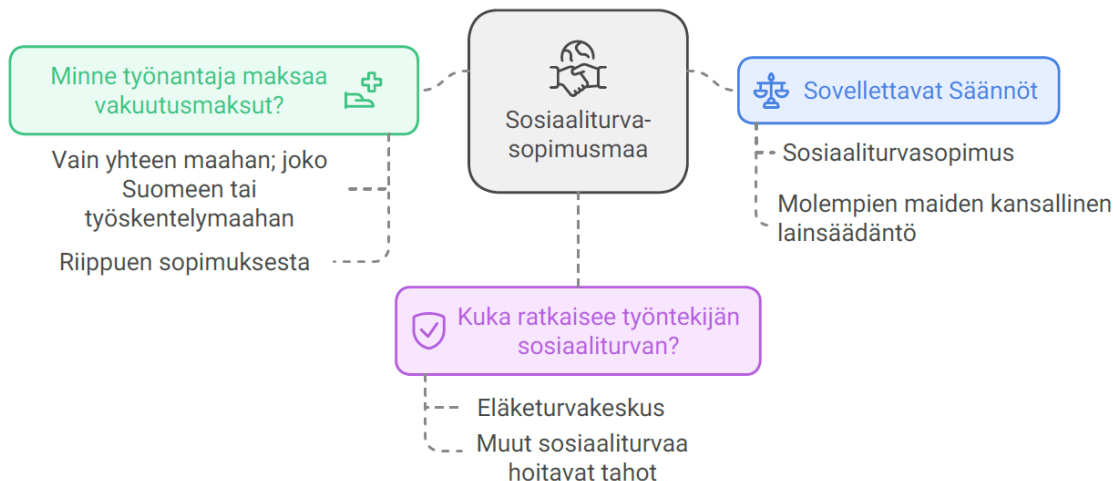 Sosiaaliturva-
sopimusmaa
Minne työnantaja maksaa
vakuutusmaksut?
Vain yhteen maahan; joko
Suomeen tai
työskentelymaahan
Riippuen sopimuksesta
Sovellettavat Säännöt
Sosiaaliturvasopimus
Molempien maiden kansallinen
lainsäädäntö
Kuka ratkaisee työntekijän
sosiaaliturvan?
Eläketurvakeskus
Muut sosiaaliturvaa
hoitavat tahot